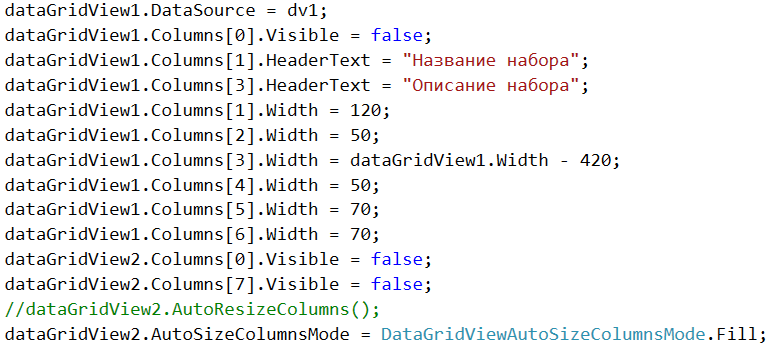 dataGridView1.DataSource = dv1;
dataGridView1.Columns[0].Visible = false;
dataGridView1.Columns[1].HeaderText = "Название набора";
dataGridView1.Columns[3].HeaderText = "Описание набора";
dataGridView1.Columns[1].Width = 120;
dataGridView1.Columns[2].Width = 50;
dataGridView1.Columns[3].Width = dataGridView1.Width - 420;
dataGridView1.Columns[4].Width = 50;
dataGridView1.Columns[5].Width = 70;
dataGridView1.Columns[6].Width = 70;
dataGridView2.Columns[0].Visible = false;
dataGridView2.Columns[7].Visible = false;
//dataGridView2.AutoResizeColumns();
dataGridView2.AutoSizeColumnsMode = DataGridViewAutoSizeColumnsMode.Fill;